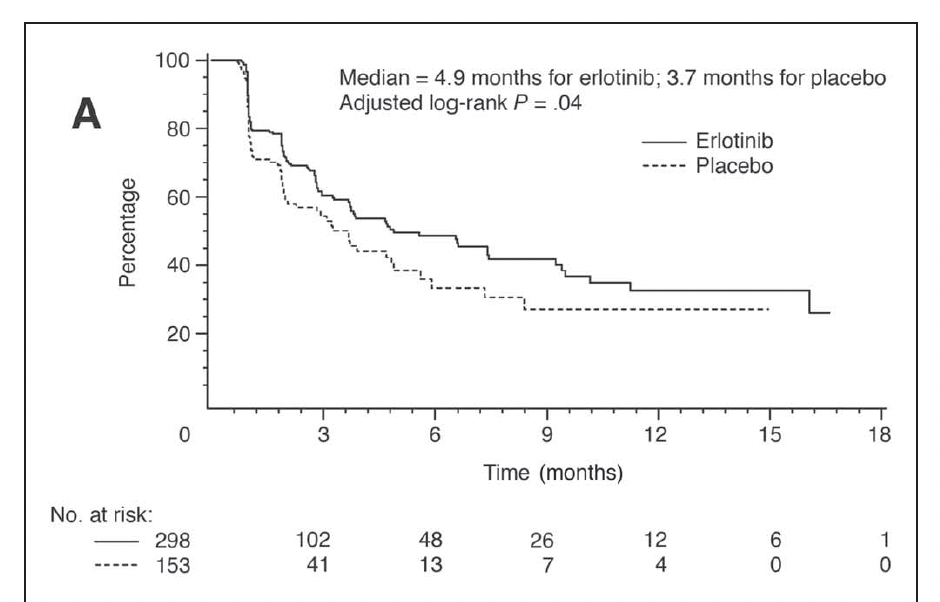 A
Median = 4.9 months for erlotinib; 3.7 months for placebo
Adjusted log-rank P = .04
Erlotinib
Placebo
Percentage
100
80
60
40
20
0 3 6 9 12 15 18
Time (months)
No. at risk:
298 102 48 26 12 6 1
153 41 13 7 4 0 0